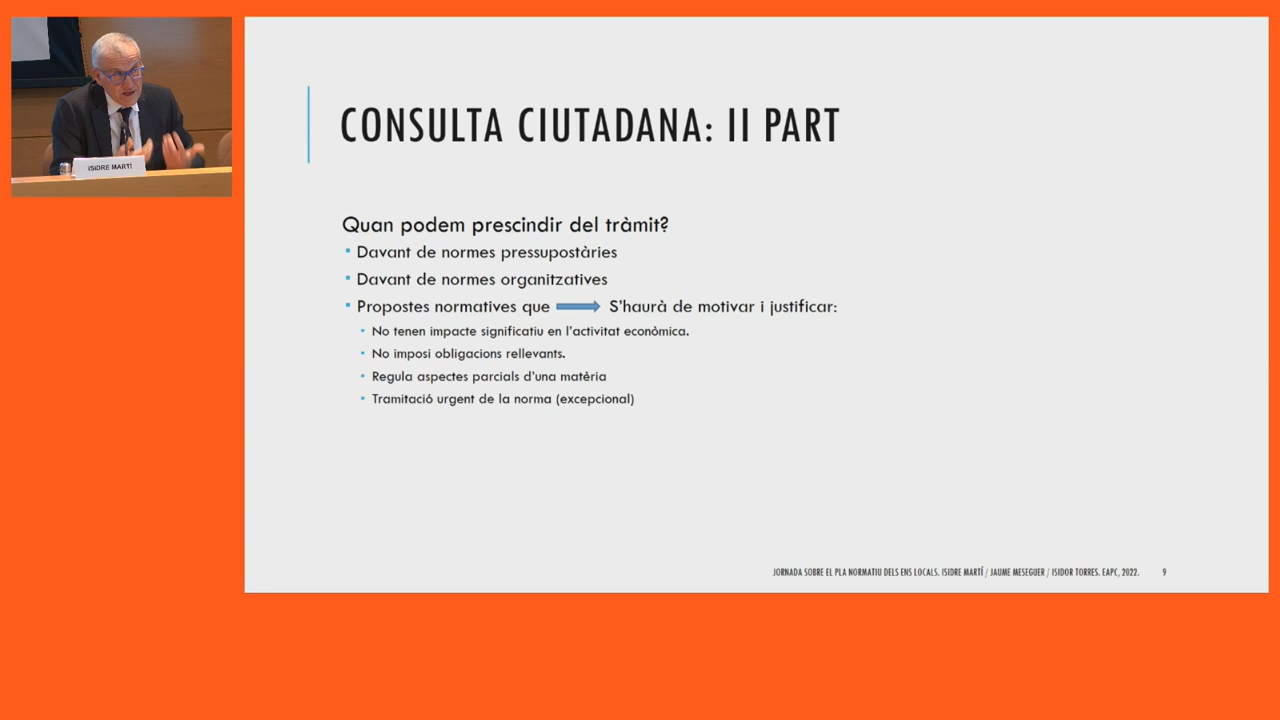 ISIDRE MARTÍ
CONSULTA CIUTADANA: II PART
Quan podem prescindir del tràmit?
Davant de normes pressupostàries
Davant de normes organitzatives
Propostes normatives que S'haurà de motivar i justificar:
No tenen impacte significatiu en l'activitat econòmica.
No imposi obligacions rellevants.
Regula aspectes parcials d'una matèria
Tramitació urgent de la norma (excepcional)
JORNADA SOBRE EL PLA NORMATIU DELS ENS LOCALS. ISIDRE MARTÍ / JAUME MESEGUER / ISIDOR TORRES. EAPC, 2022. 9